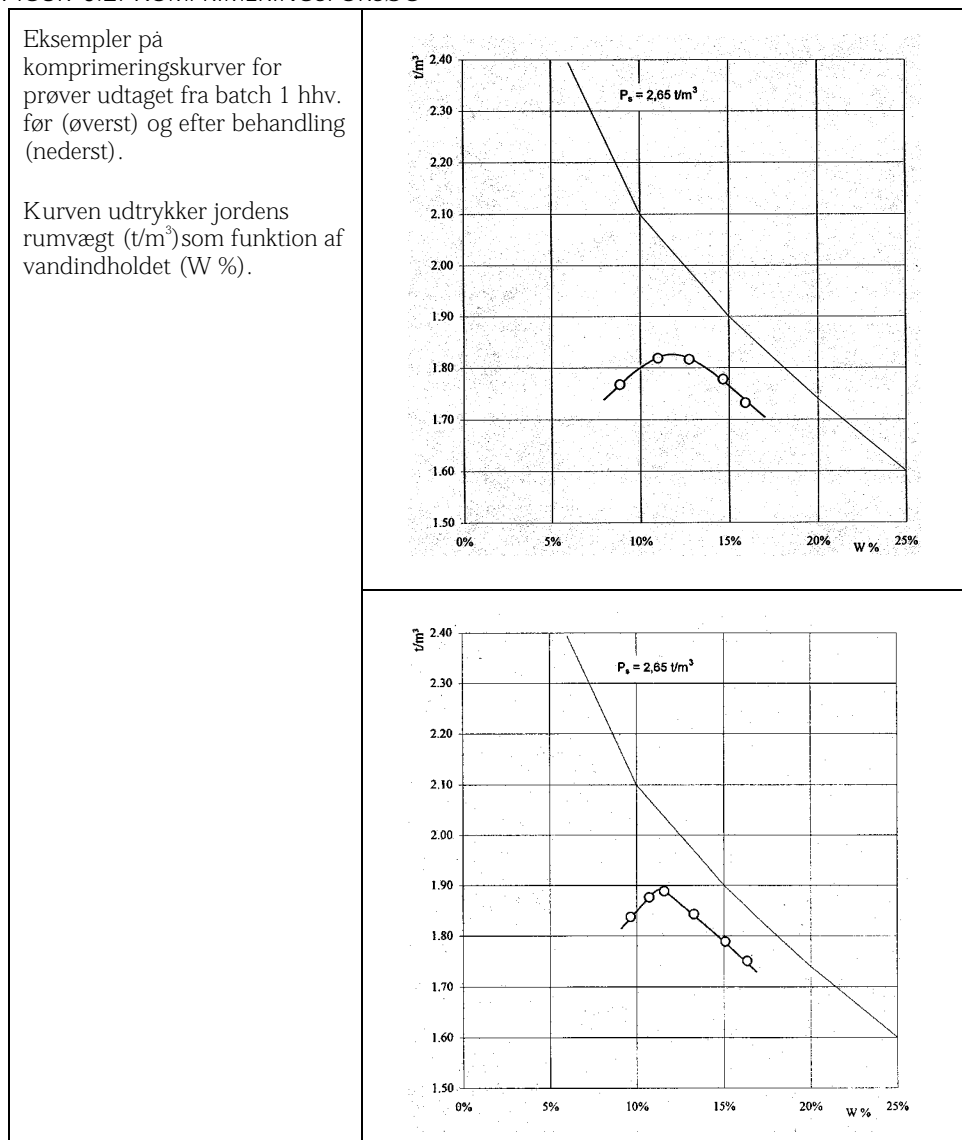 Eksempler på
komprimeringskurver for
prøver udtaget fra batch 1 hhv.
før (øverst) og efter behandling
(nederst).
Kurven udtrykker jordens
rumvægt (t/m³)som funktion af
vandindholdet (W %).
t/m³
2.40
Pₛ = 2,65 t/m³
2.30
2.20
2.10
2.00
1.90
1.80
1.70
1.60
1.50
0% 5% 10% 15% 20% W % 25%
t/m³
2.40
Pₛ = 2,65 t/m³
2.30
2.20
2.10
2.00
1.90
1.80
1.70
1.60
1.50
0% 5% 10% 15% 20% W % 25%